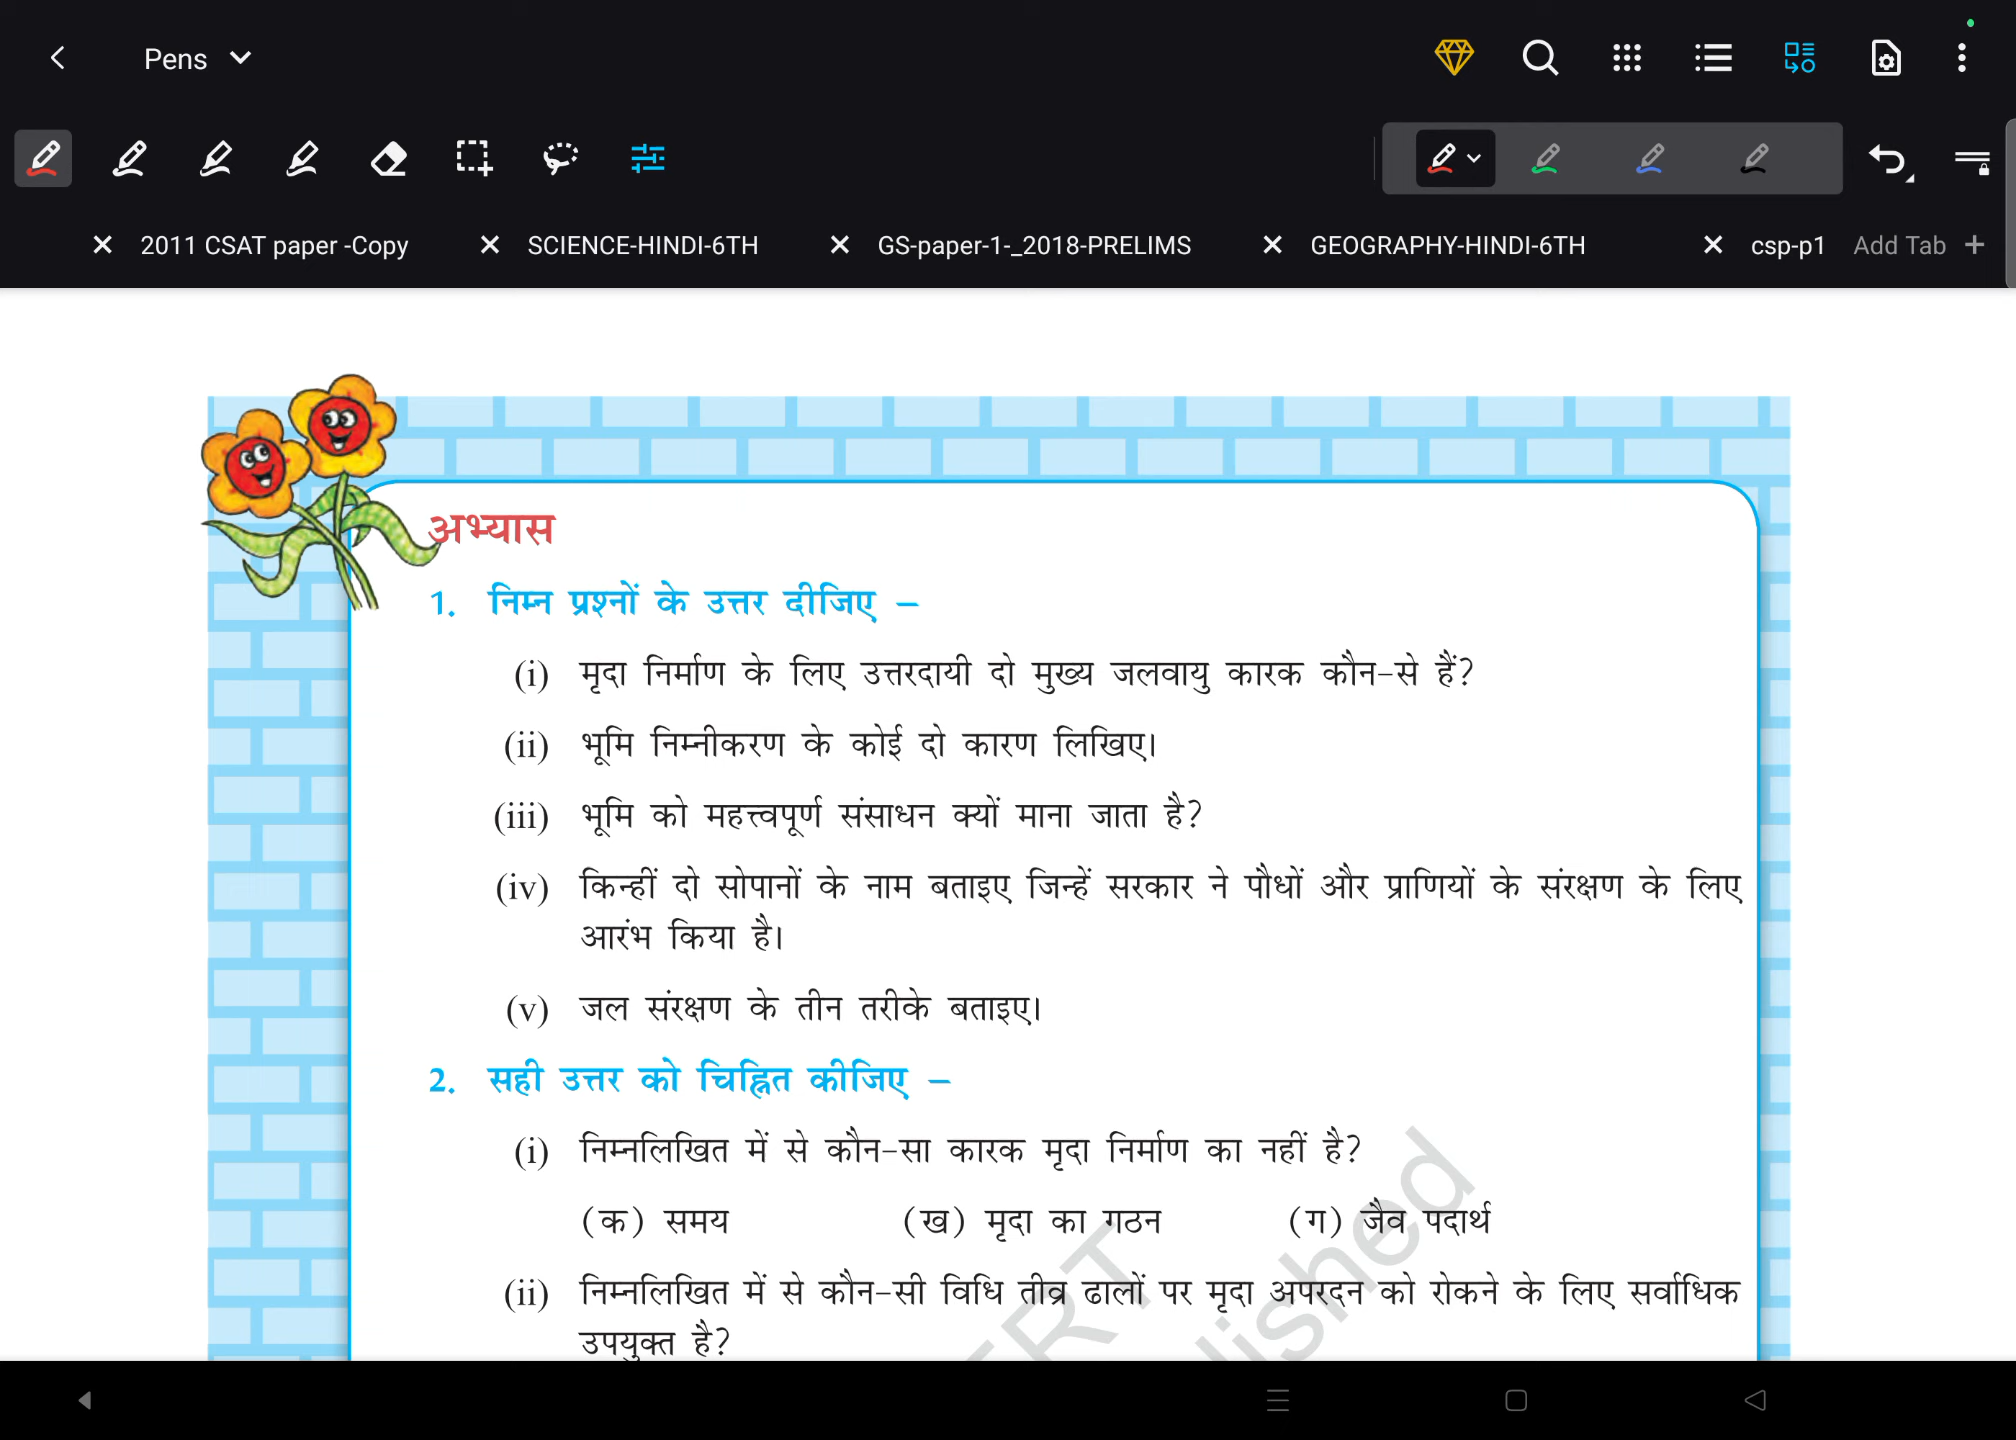 Pens
2011 CSAT paper -Copy
SCIENCE-HINDI-6TH
GS-paper-1-_2018-PRELIMS
GEOGRAPHY-HINDI-6TH
csp-p1
Add Tab +
अभ्यास
1. निम्न प्रश्नों के उत्तर दीजिए –
(i) मृदा निर्माण के लिए उत्तरदायी दो मुख्य जलवायु कारक कौन-से हैं?
(ii) भूमि निम्नीकरण के कोई दो कारण लिखिए।
(iii) भूमि को महत्त्वपूर्ण संसाधन क्यों माना जाता है?
(iv) किन्हीं दो सोपानों के नाम बताइए जिन्हें सरकार ने पौधों और प्राणियों के संरक्षण के लिए
आरंभ किया है।
(v) जल संरक्षण के तीन तरीके बताइए।
2. सही उत्तर को चिह्नित कीजिए –
(i) निम्नलिखित में से कौन-सा कारक मृदा निर्माण का नहीं है?
(क) समय (ख) मृदा का गठन (ग) जैव पदार्थ
(ii) निम्नलिखित में से कौन-सी विधि तीव्र ढालों पर मृदा अपरदन को रोकने के लिए सर्वाधिक
उपयुक्त है?